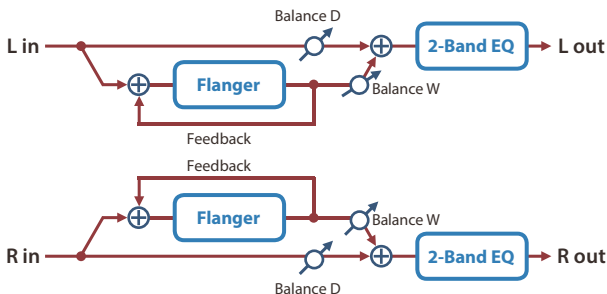 Balance D
L in
2-Band EQ
L out
Flanger
Balance W
Feedback
Feedback
Flanger
Balance W
R in
2-Band EQ
R out
Balance D